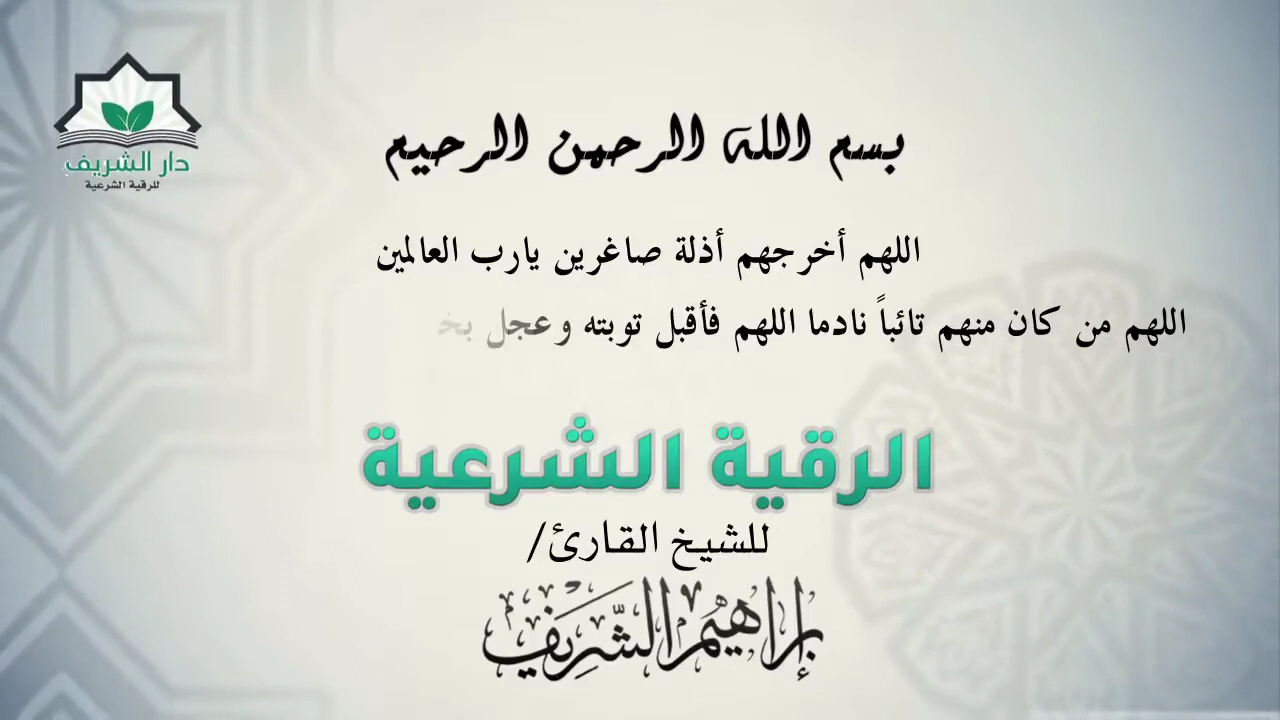 دار الشريف
للرقية الشرعية
بسم الله الرحمن الرحيم
اللهم أخرجهم أذلة صاغرين يارب العالمين
اللهم من كان منهم تائباً نادما اللهم فأقبل توبته وعجل
الرقية الشرعية
للشيخ القارئ/
إبراهيم الشريف